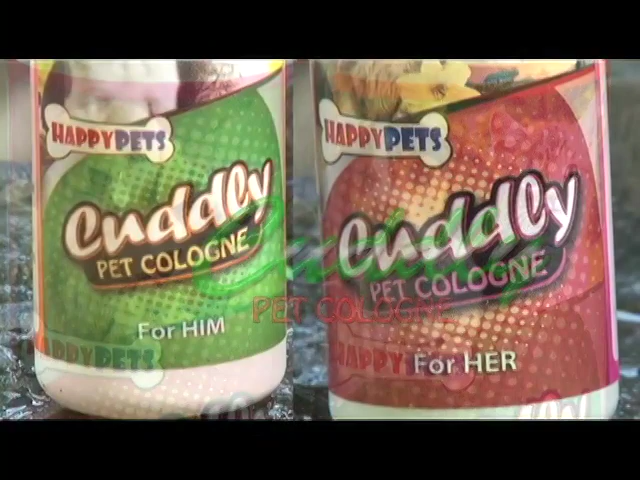 HAPPYPETS
Cuddly
PET COLOGNE
For HIM
HAPPYPETS
Cuddly
PET COLOGNE
For HER
Cuddly
PET COLOGNE
HAPPYPETS
HAPPY